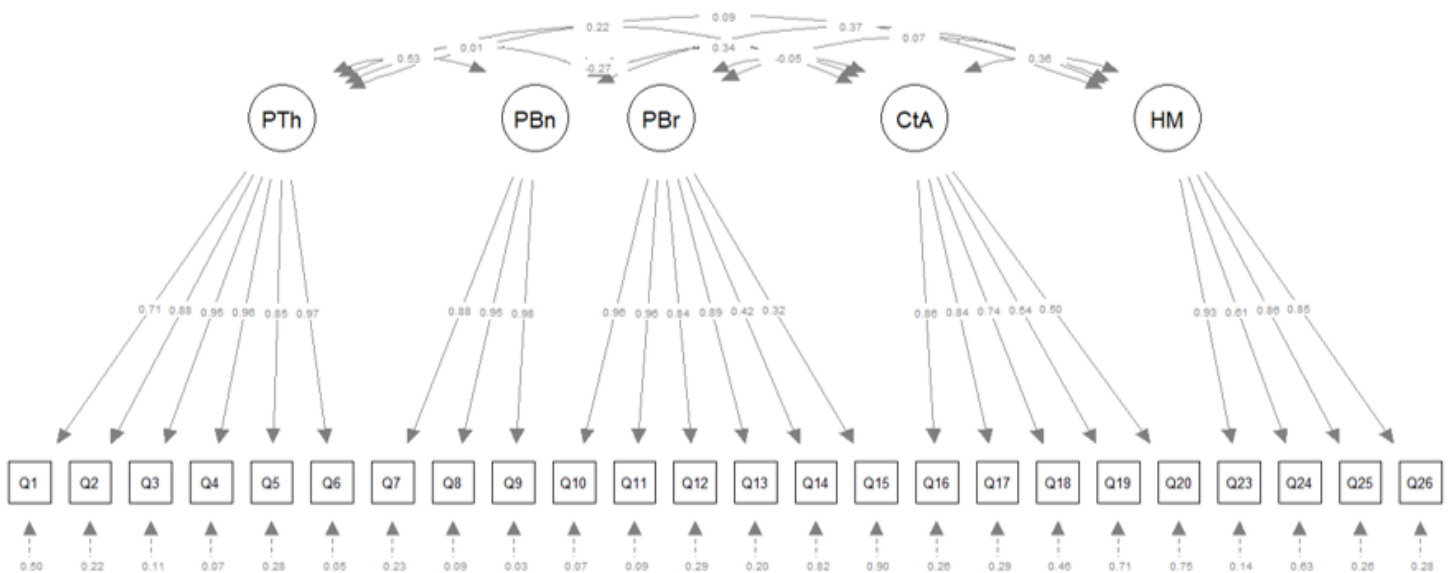 0.09
0.22 0.37
0.01 0.34 0.07
0.53 -0.27 -0.05 0.36
PTh PBn PBr CtA HM
0.71 0.88 0.95 0.96 0.85 0.97 0.88 0.95 0.98 0.96 0.96 0.84 0.89 0.42 0.32 0.86 0.84 0.74 0.54 0.50 0.93 0.61 0.86 0.85
Q1 Q2 Q3 Q4 Q5 Q6 Q7 Q8 Q9 Q10 Q11 Q12 Q13 Q14 Q15 Q16 Q17 Q18 Q19 Q20 Q23 Q24 Q25 Q26
0.50 0.22 0.11 0.07 0.28 0.05 0.23 0.09 0.03 0.07 0.09 0.29 0.20 0.82 0.90 0.26 0.29 0.46 0.71 0.75 0.14 0.63 0.26 0.28